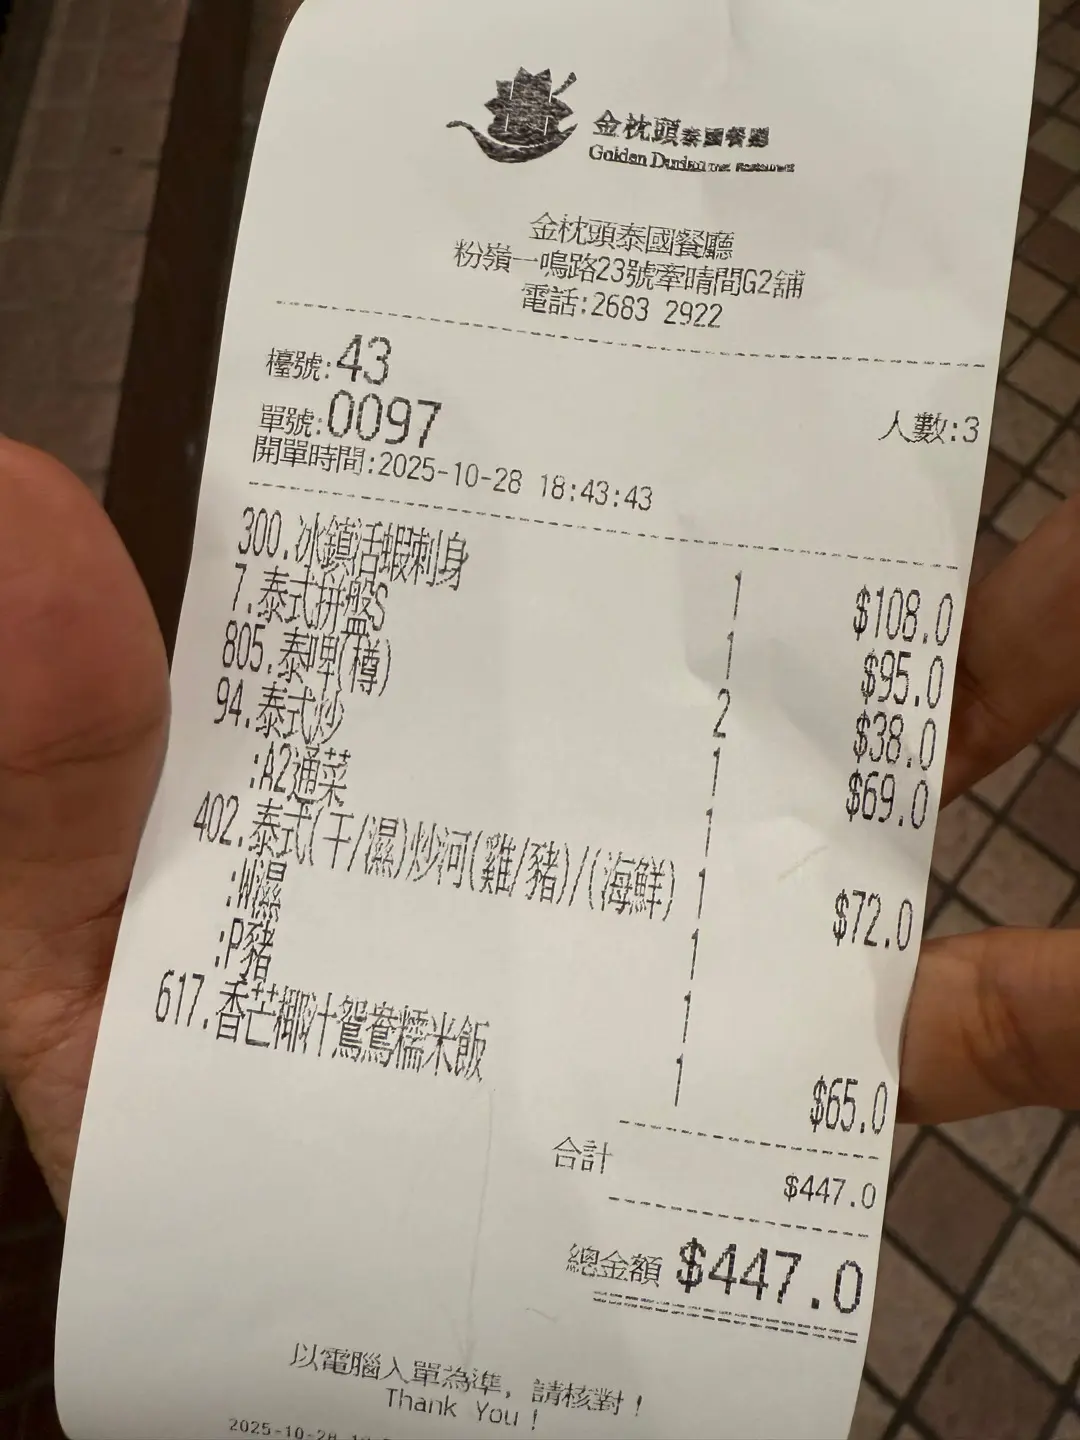 金枕頭泰國餐廳
Golden Durian Thai Restaurant
金枕頭泰國餐廳
粉嶺一鳴路23號牽晴間G2舖
電話:2683 2922
檯號:43
單號:0097 人數:3
開單時間:2025-10-28 18:43:43
300.冰鎮活蝦刺身 1 $108.0
7.泰式拼盤S 1 $95.0
805.泰啤(樽) 2 $38.0
94.泰式炒 1 $69.0
:A2通菜 1
402.泰式(干/濕)炒河(雞/豬)/(海鮮) 1 $72.0
:W濕 1
:P豬 1
617.香芒椰汁鴛鴦糯米飯 1 $65.0
合計 $447.0
總金額 $447.0
以電腦入單為準，請核對！
Thank You！
2025-10-28